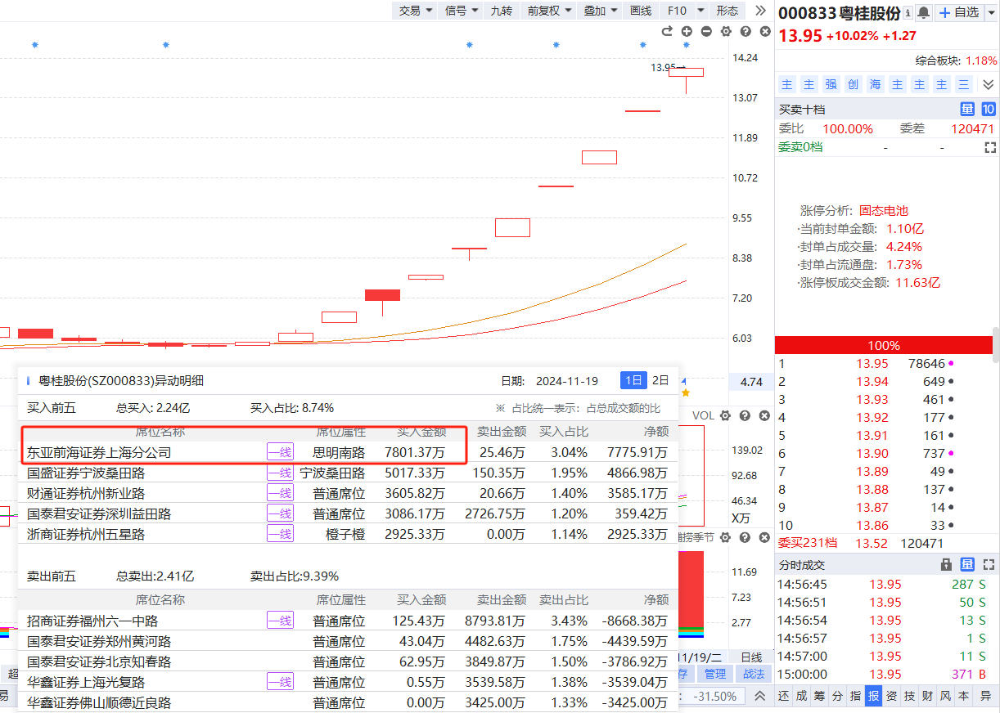 交易 信号 九转 前复权 叠加 画线 F10 形态
000833 粤桂股份 自选
13.95 +10.02% +1.27
综合板块: 1.18%
主 主 强 创 海 主 主 主 三
买卖十档 量 10
委比 100.00% 委差 120471
委卖0档 - -
涨停分析: 固态电池
·当前封单金额: 1.10亿
·封单占成交量: 4.24%
·封单占流通盘: 1.73%
·涨停板成交金额: 11.63亿
100%
1 13.95 78646
2 13.94 649
3 13.93 461
4 13.92 177
5 13.91 161
6 13.90 737
7 13.89 49
8 13.88 137
9 13.87 14
10 13.86 33
委买231档 13.52 120471
分时成交 量
14:56:45 13.95 287 S
14:56:51 13.95 50 S
14:56:54 13.95 13 S
14:56:57 13.95 1 S
14:57:00 13.95 11 S
15:00:00 13.95 371 B
还 成 筹 分 指 报 资 技 财 风 本 异
13.95→
14.24
13.07
11.89
10.72
9.55
8.38
7.20
6.03
4.74
VOL
139.02
92.68
46.34
X万
捞季节
11.69
7.23
2.77
11/19/二 日线
存 管理 战法
: -31.50%
超
易
粤桂股份(SZ000833)异动明细 日期: 2024-11-19 1日 2日
买入前五 总买入: 2.24亿 买入占比: 8.74% ※ 占比统一表示: 占总成交额的比
席位名称 席位属性 买入金额 卖出金额 买入占比 净额
东亚前海证券上海分公司 一线 思明南路 7801.37万 25.46万 3.04% 7775.91万
国盛证券宁波桑田路 一线 宁波桑田路 5017.33万 150.35万 1.95% 4866.98万
财通证券杭州新业路 一线 普通席位 3605.82万 20.66万 1.40% 3585.17万
国泰君安证券深圳益田路 一线 普通席位 3086.17万 2726.75万 1.20% 359.42万
浙商证券杭州五星路 一线 橙子橙 2925.33万 0.00万 1.14% 2925.33万
卖出前五 总卖出:2.41亿 卖出占比:9.39%
席位名称 席位属性 买入金额 卖出金额 卖出占比 净额
招商证券福州六一中路 一线 普通席位 125.43万 8793.81万 3.43% -8668.38万
国泰君安证券郑州黄河路 普通席位 43.04万 4482.63万 1.75% -4439.59万
国泰君安证券北京知春路 普通席位 62.95万 3849.87万 1.50% -3786.92万
华鑫证券上海光复路 一线 普通席位 0.55万 3539.58万 1.38% -3539.04万
华鑫证券佛山顺德近良路 普通席位 0.00万 3425.00万 1.33% -3425.00万